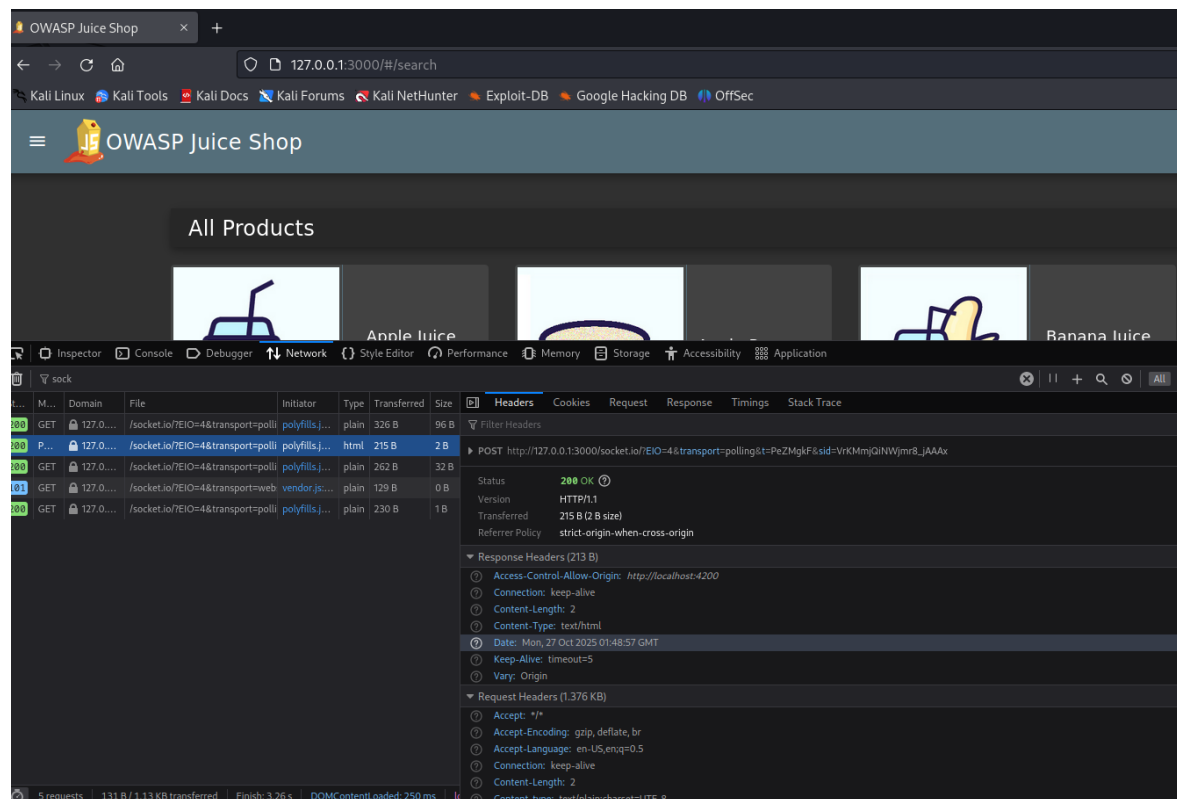 OWASP Juice Shop × +
127.0.0.1:3000/#/search
Kali Linux Kali Tools Kali Docs Kali Forums Kali NetHunter Exploit-DB Google Hacking DB OffSec
OWASP Juice Shop
All Products
Apple Juice
Banana Juice
Inspector Console Debugger Network Style Editor Performance Memory Storage Accessibility Application
sock
All
M... Domain File Initiator Type Transferred Size
Headers Cookies Request Response Timings Stack Trace
200 GET 127.0.... /socket.io/?EIO=4&transport=polli polyfills.j... plain 326 B 96 B
Filter Headers
200 P... 127.0.... /socket.io/?EIO=4&transport=polli polyfills.j... html 215 B 2 B
POST http://127.0.0.1:3000/socket.io/?EIO=4&transport=polling&t=PeZMgkF&sid=VrKMmjQiNWjmr8_jAAAx
200 GET 127.0.... /socket.io/?EIO=4&transport=polli polyfills.j... plain 262 B 32 B
101 GET 127.0.... /socket.io/?EIO=4&transport=web vendor.js:... plain 129 B 0 B
200 GET 127.0.... /socket.io/?EIO=4&transport=polli polyfills.j... plain 230 B 1 B
Status 200 OK
Version HTTP/1.1
Transferred 215 B (2 B size)
Referrer Policy strict-origin-when-cross-origin
Response Headers (213 B)
Access-Control-Allow-Origin: http://localhost:4200
Connection: keep-alive
Content-Length: 2
Content-Type: text/html
Date: Mon, 27 Oct 2025 01:48:57 GMT
Keep-Alive: timeout=5
Vary: Origin
Request Headers (1.376 KB)
Accept: */*
Accept-Encoding: gzip, deflate, br
Accept-Language: en-US,en;q=0.5
Connection: keep-alive
Content-Length: 2
Content-type: text/plain;charset=UTF-8
5 requests 131 B / 1.13 KB transferred Finish: 3.26 s DOMContentLoaded: 250 ms